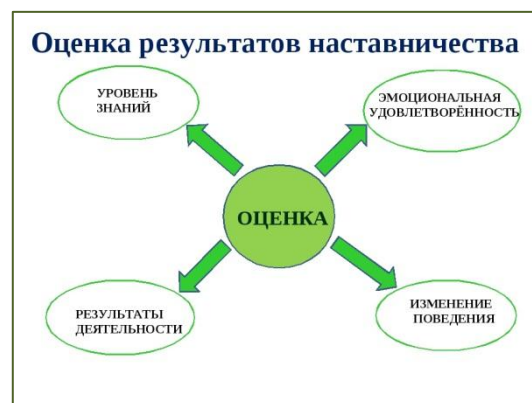 Оценка результатов наставничества
УРОВЕНЬ
ЗНАНИЙ
ЭМОЦИОНАЛЬНАЯ
УДОВЛЕТВОРЁННОСТЬ
ОЦЕНКА
РЕЗУЛЬТАТЫ
ДЕЯТЕЛЬНОСТИ
ИЗМЕНЕНИЕ
ПОВЕДЕНИЯ